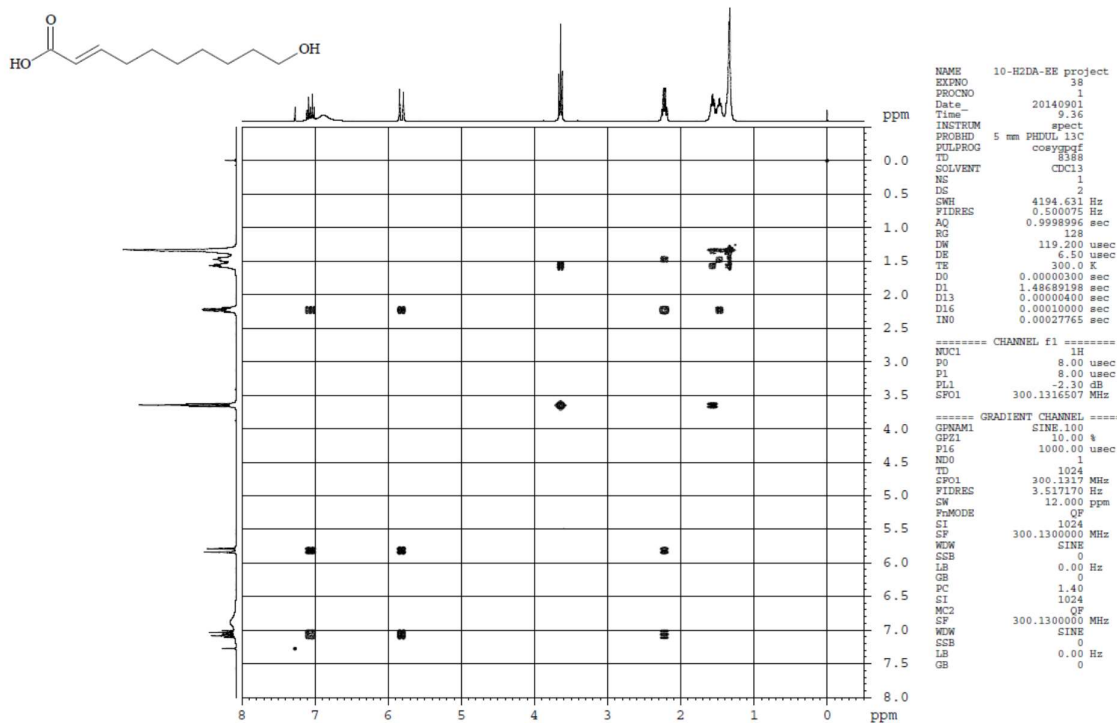 O
HO
OH
ppm
0.0
0.5
1.0
1.5
2.0
2.5
3.0
3.5
4.0
4.5
5.0
5.5
6.0
6.5
7.0
7.5
8.0
8 7 6 5 4 3 2 1 0 ppm
NAME 10-H2DA-EE project
EXPNO 38
PROCNO 1
Date_ 20140901
Time 9.36
INSTRUM spect
PROBHD 5 mm PHDUL 13C
PULPROG cosygpqf
TD 8388
SOLVENT CDCl3
NS 1
DS 2
SWH 4194.631 Hz
FIDRES 0.500075 Hz
AQ 0.9998996 sec
RG 128
DW 119.200 usec
DE 6.50 usec
TE 300.0 K
D0 0.00000300 sec
D1 1.48689198 sec
D13 0.00000400 sec
D16 0.00010000 sec
IN0 0.00027765 sec
======== CHANNEL f1 ========
NUC1 1H
P0 8.00 usec
P1 8.00 usec
PL1 -2.30 dB
SFO1 300.1316507 MHz
====== GRADIENT CHANNEL =====
GPNAM1 SINE.100
GPZ1 10.00 %
P16 1000.00 usec
ND0 1
TD 1024
SFO1 300.1317 MHz
FIDRES 3.517170 Hz
SW 12.000 ppm
FnMODE QF
SI 1024
SF 300.1300000 MHz
WDW SINE
SSB 0
LB 0.00 Hz
GB 0
PC 1.40
SI 1024
MC2 QF
SF 300.1300000 MHz
WDW SINE
SSB 0
LB 0.00 Hz
GB 0